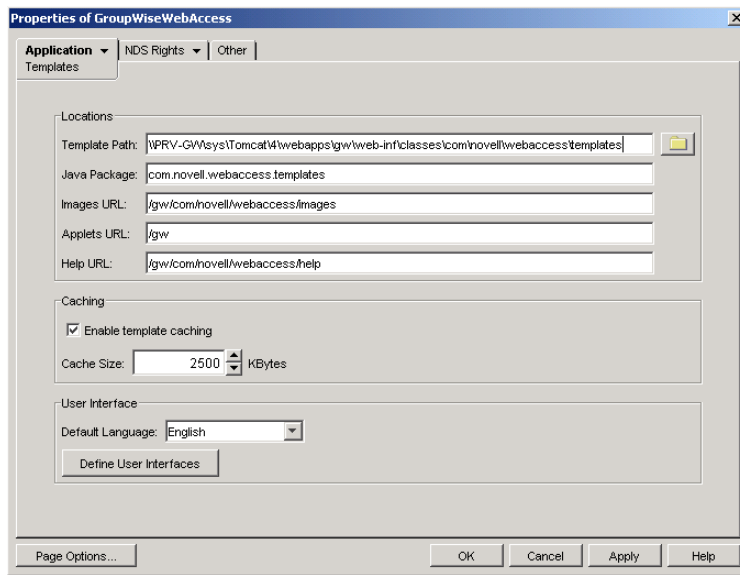 Properties of GroupWiseWebAccess
Application NDS Rights Other
Templates
Locations
Template Path: \\PRV-GW\sys\Tomcat\4\webapps\gw\web-inf\classes\com\novell\webaccess\templates
Java Package: com.novell.webaccess.templates
Images URL: /gw/com/novell/webaccess/images
Applets URL: /gw
Help URL: /gw/com/novell/webaccess/help
Caching
Enable template caching
Cache Size: 2500 KBytes
User Interface
Default Language: English
Define User Interfaces
Page Options... OK Cancel Apply Help